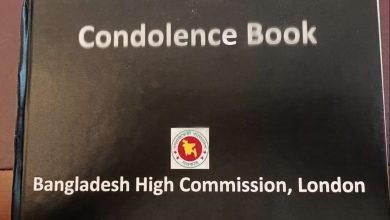 Condolence Book
Bangladesh High Commission, London